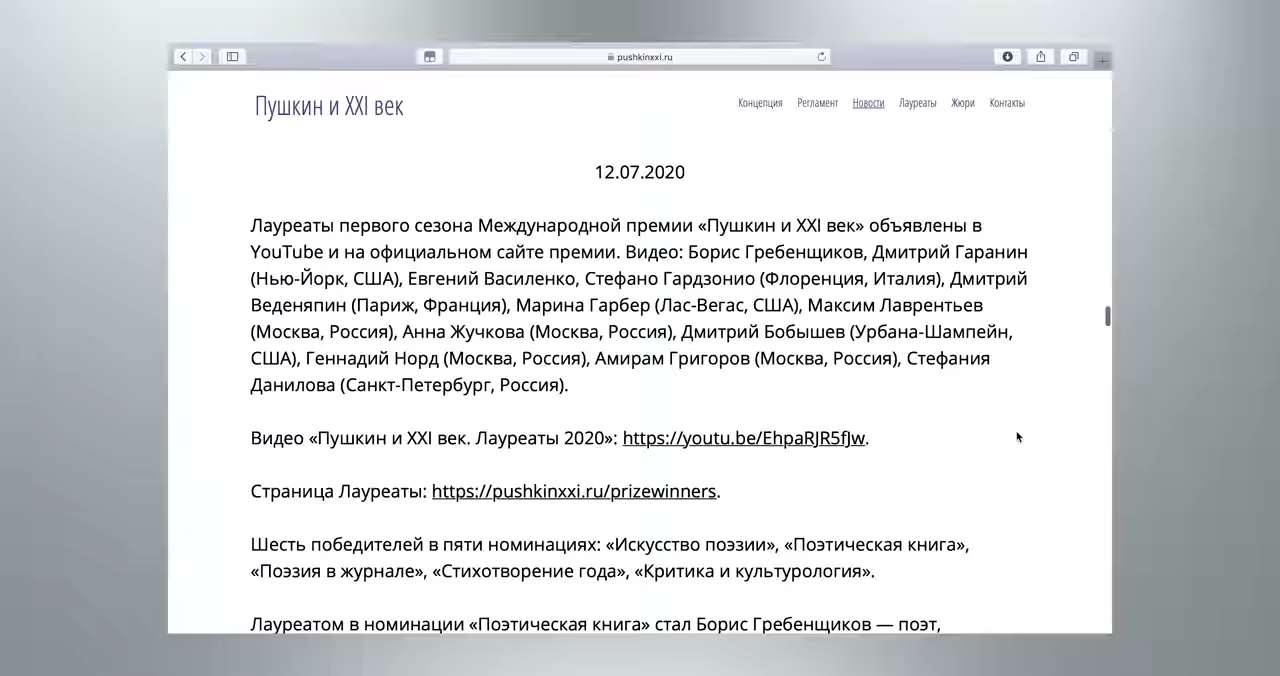 pushkinxxi.ru
Пушкин и XXI век
Концепция Регламент Новости Лауреаты Жюри Контакты
12.07.2020
Лауреаты первого сезона Международной премии «Пушкин и XXI век» объявлены в
YouTube и на официальном сайте премии. Видео: Борис Гребенщиков, Дмитрий Гаранин
(Нью-Йорк, США), Евгений Василенко, Стефано Гардзонио (Флоренция, Италия), Дмитрий
Веденяпин (Париж, Франция), Марина Гарбер (Лас-Вегас, США), Максим Лаврентьев
(Москва, Россия), Анна Жучкова (Москва, Россия), Дмитрий Бобышев (Урбана-Шампейн,
США), Геннадий Норд (Москва, Россия), Амирам Григоров (Москва, Россия), Стефания
Данилова (Санкт-Петербург, Россия).
Видео «Пушкин и XXI век. Лауреаты 2020»: https://youtu.be/EhpaRJR5fJw.
Страница Лауреаты: https://pushkinxxi.ru/prizewinners.
Шесть победителей в пяти номинациях: «Искусство поэзии», «Поэтическая книга»,
«Поэзия в журнале», «Стихотворение года», «Критика и культурология».
Лауреатом в номинации «Поэтическая книга» стал Борис Гребенщиков — поэт,